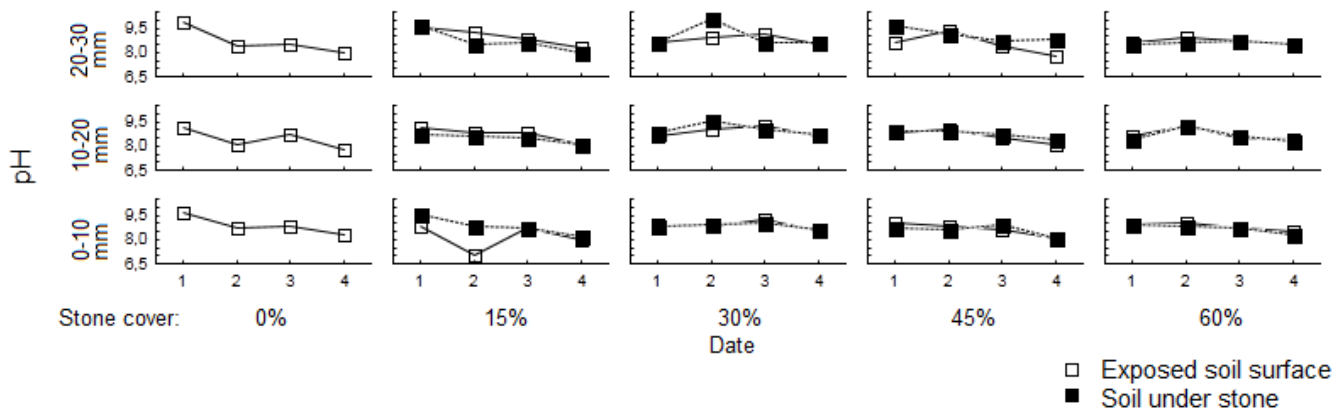 pH
20-30
mm
9,5
8,0
6,5
10-20
mm
9,5
8,0
6,5
0-10
mm
9,5
8,0
6,5
1 2 3 4 1 2 3 4 1 2 3 4 1 2 3 4 1 2 3 4
Stone cover: 0% 15% 30% 45% 60%
Date
Exposed soil surface
Soil under stone